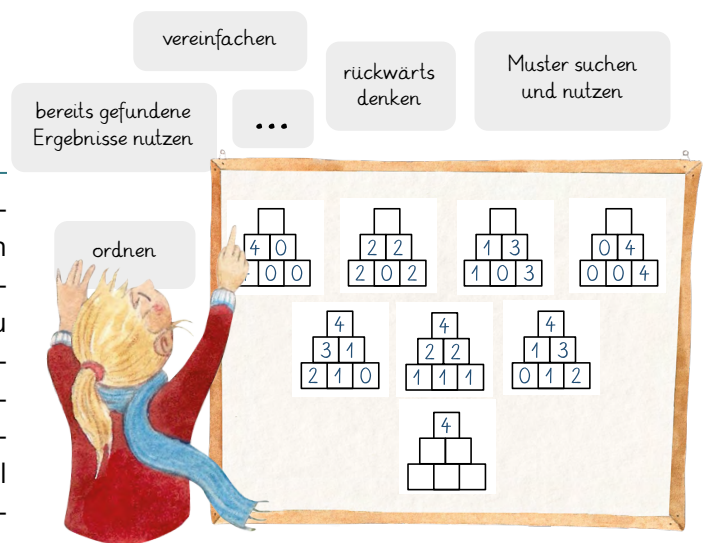 vereinfachen
rückwärts
denken
Muster suchen
und nutzen
bereits gefundene
Ergebnisse nutzen
...
ordnen
4 0
0 0
2 2
2 0 2
1 3
1 0 3
0 4
0 0 4
4
3 1
2 1 0
4
2 2
1 1 1
4
1 3
0 1 2
4